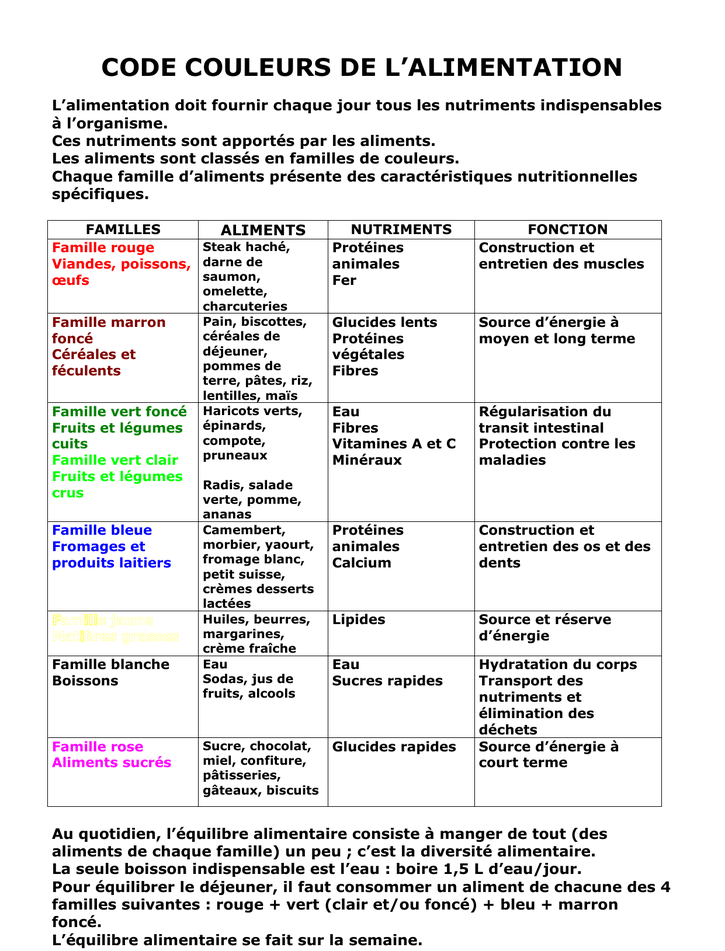 CODE COULEURS DE L’ALIMENTATION
L’alimentation doit fournir chaque jour tous les nutriments indispensables
à l’organisme.
Ces nutriments sont apportés par les aliments.
Les aliments sont classés en familles de couleurs.
Chaque famille d’aliments présente des caractéristiques nutritionnelles
spécifiques.
FAMILLES
ALIMENTS
NUTRIMENTS
FONCTION
Famille rouge
Viandes, poissons,
œufs
Steak haché,
darne de
saumon,
omelette,
charcuteries
Protéines
animales
Fer
Construction et
entretien des muscles
Famille marron
foncé
Céréales et
féculents
Pain, biscottes,
céréales de
déjeuner,
pommes de
terre, pâtes, riz,
lentilles, maïs
Glucides lents
Protéines
végétales
Fibres
Source d’énergie à
moyen et long terme
Famille vert foncé
Fruits et légumes
cuits
Famille vert clair
Fruits et légumes
crus
Haricots verts,
épinards,
compote,
pruneaux
Radis, salade
verte, pomme,
ananas
Eau
Fibres
Vitamines A et C
Minéraux
Régularisation du
transit intestinal
Protection contre les
maladies
Famille bleue
Fromages et
produits laitiers
Camembert,
morbier, yaourt,
fromage blanc,
petit suisse,
crèmes desserts
lactées
Protéines
animales
Calcium
Construction et
entretien des os et des
dents
Famille jaune
Matières grasses
Huiles, beurres,
margarines,
crème fraîche
Lipides
Source et réserve
d’énergie
Famille blanche
Boissons
Eau
Sodas, jus de
fruits, alcools
Eau
Sucres rapides
Hydratation du corps
Transport des
nutriments et
élimination des
déchets
Famille rose
Aliments sucrés
Sucre, chocolat,
miel, confiture,
pâtisseries,
gâteaux, biscuits
Glucides rapides
Source d’énergie à
court terme
Au quotidien, l’équilibre alimentaire consiste à manger de tout (des
aliments de chaque famille) un peu ; c’est la diversité alimentaire.
La seule boisson indispensable est l’eau : boire 1,5 L d’eau/jour.
Pour équilibrer le déjeuner, il faut consommer un aliment de chacune des 4
familles suivantes : rouge + vert (clair et/ou foncé) + bleu + marron
foncé.
L’équilibre alimentaire se fait sur la semaine.